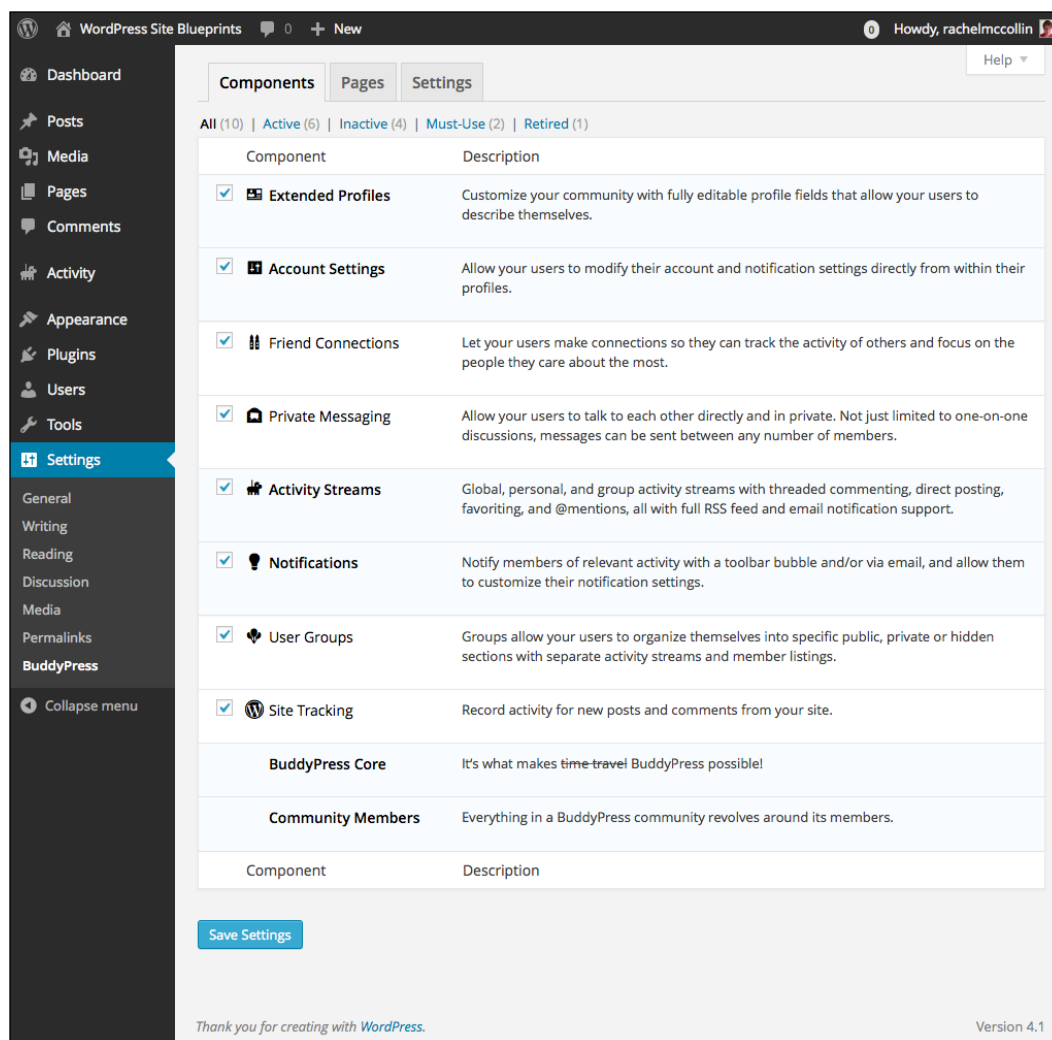 WordPress Site Blueprints 0 New 0 Howdy, rachelmccollin
Help
Dashboard
Posts
Media
Pages
Comments
Activity
Appearance
Plugins
Users
Tools
Settings
General
Writing
Reading
Discussion
Media
Permalinks
BuddyPress
Collapse menu
Components Pages Settings
All (10) | Active (6) | Inactive (4) | Must-Use (2) | Retired (1)
Component Description
Extended Profiles Customize your community with fully editable profile fields that allow your users to
describe themselves.
Account Settings Allow your users to modify their account and notification settings directly from within their
profiles.
Friend Connections Let your users make connections so they can track the activity of others and focus on the
people they care about the most.
Private Messaging Allow your users to talk to each other directly and in private. Not just limited to one-on-one
discussions, messages can be sent between any number of members.
Activity Streams Global, personal, and group activity streams with threaded commenting, direct posting,
favoriting, and @mentions, all with full RSS feed and email notification support.
Notifications Notify members of relevant activity with a toolbar bubble and/or via email, and allow them
to customize their notification settings.
User Groups Groups allow your users to organize themselves into specific public, private or hidden
sections with separate activity streams and member listings.
Site Tracking Record activity for new posts and comments from your site.
BuddyPress Core It's what makes time travel BuddyPress possible!
Community Members Everything in a BuddyPress community revolves around its members.
Component Description
Save Settings
Thank you for creating with WordPress. Version 4.1